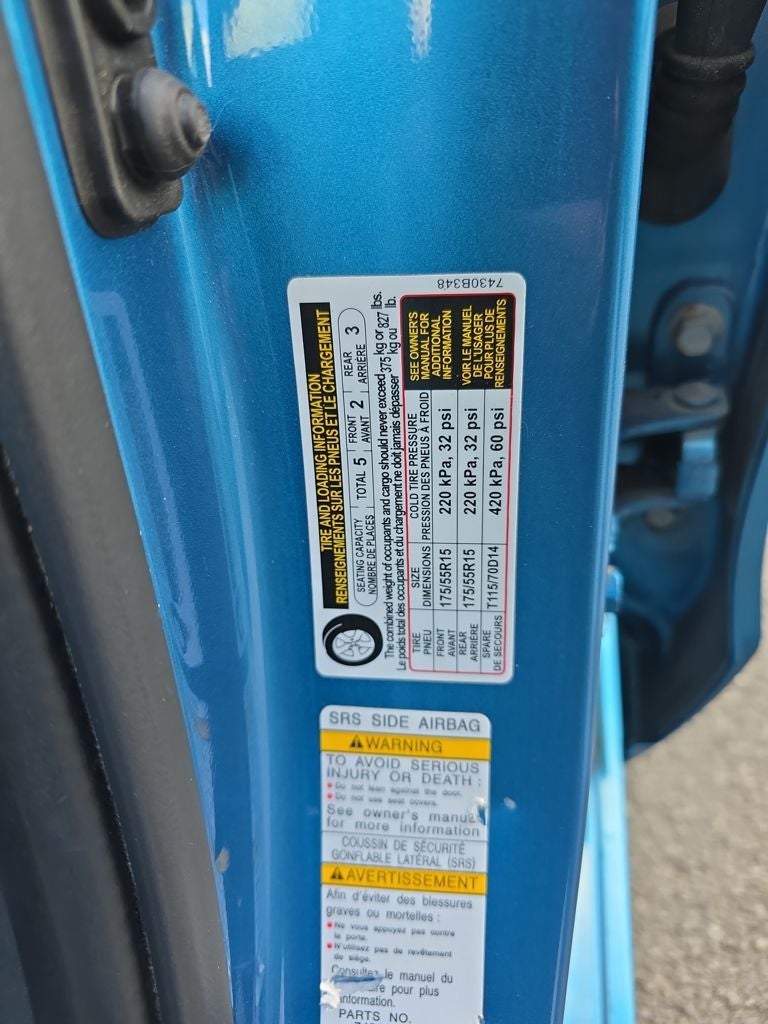 TIRE AND LOADING INFORMATION
RENSEIGNEMENTS SUR LES PNEUS ET LE CHARGEMENT
SEATING CAPACITY TOTAL 5 FRONT 2 REAR 3
NOMBRE DE PLACES AVANT ARRIÈRE
The combined weight of occupants and cargo should never exceed 375 kg or 827 lbs.
Le poids total des occupants et du chargement ne doit jamais dépasser kg ou lb.
TIRE SIZE COLD TIRE PRESSURE
PNEU DIMENSIONS PRESSION DES PNEUS À FROID
FRONT 175/55R15 220 kPa, 32 psi
AVANT
REAR 175/55R15 220 kPa, 32 psi
ARRIÈRE
SPARE T115/70D14 420 kPa, 60 psi
DE SECOURS
SEE OWNER'S
MANUAL FOR
ADDITIONAL
INFORMATION
VOIR LE MANUEL
DE L'USAGER
POUR PLUS DE
RENSEIGNEMENTS
7430B348
SRS SIDE AIRBAG
WARNING
TO AVOID SERIOUS
INJURY OR DEATH :
Do not lean against the door.
Do not use seat covers.
See owner's manual
for more information
COUSSIN DE SÉCURITÉ
GONFLABLE LATÉRAL (SRS)
AVERTISSEMENT
Afin d'éviter des blessures
graves ou mortelles :
Ne vous appuyez pas contre
la porte.
N'utilisez pas de revêtement
de siège.
Consultez le manuel du
pour plus
information.
PARTS NO.